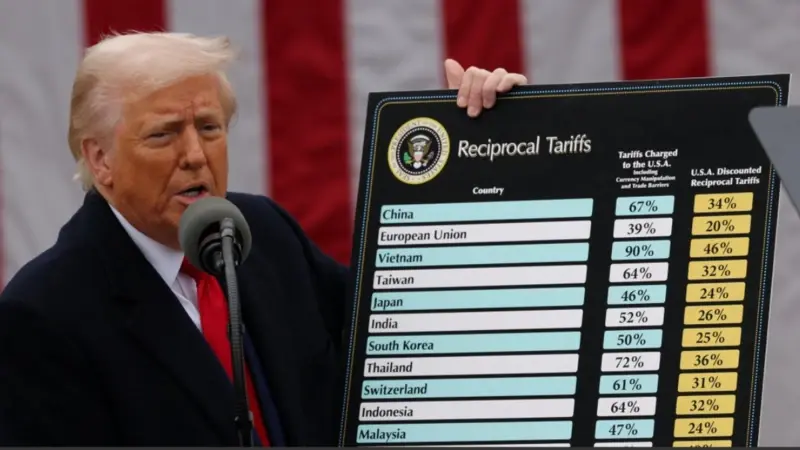 Reciprocal Tariffs
Country
Tariffs Charged
to the U.S.A.
Including
Currency Manipulation
and Trade Barriers
U.S.A. Discounted
Reciprocal Tariffs
China 67% 34%
European Union 39% 20%
Vietnam 90% 46%
Taiwan 64% 32%
Japan 46% 24%
India 52% 26%
South Korea 50% 25%
Thailand 72% 36%
Switzerland 61% 31%
Indonesia 64% 32%
Malaysia 47% 24%